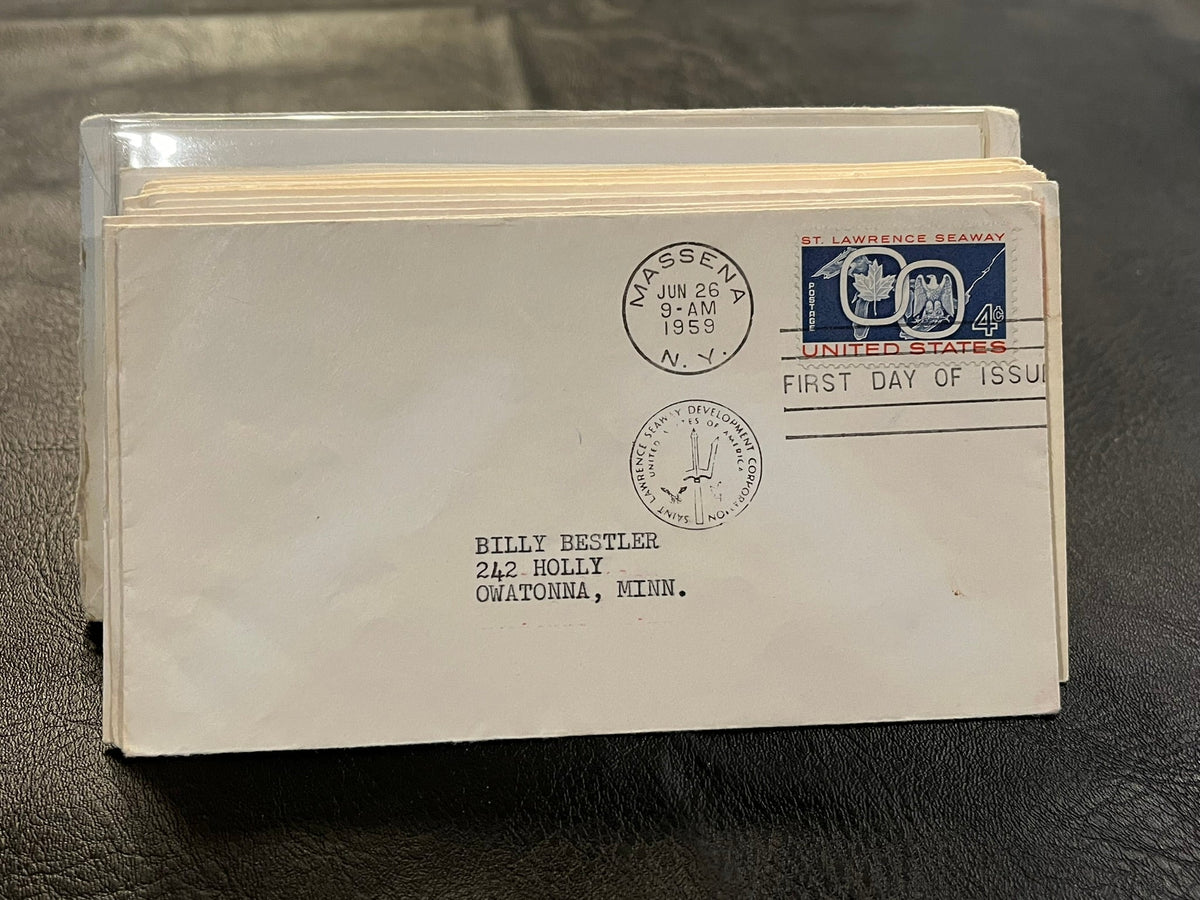 ST. LAWRENCE SEAWAY
POSTAGE
4¢
UNITED STATES
MASSENA
JUN 26
9-AM
1959
N. Y.
FIRST DAY OF ISSU
SAINT LAWRENCE SEAWAY DEVELOPMENT CORPORATION
UNITED STATES OF AMERICA
BILLY BESTLER
242 HOLLY
OWATONNA, MINN.